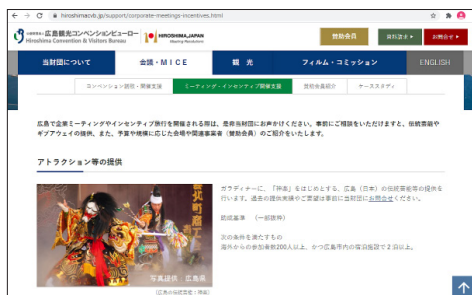 hiroshimacvb.jp/support/corporate-meetings-incentives.html
広島観光コンベンションビューロー
Hiroshima Convention & Visitors Bureau
HIROSHIMA,JAPAN
賛助会員
資料請求
お問合せ
当財団について
会議・MICE
観 光
フィルム・コミッション
ENGLISH
コンベンション誘致・開催支援
ミーティング・インセンティブ開催支援
賛助会員紹介
ケーススタディ
広島で企業ミーティングやインセンティブ旅行を開催される際は、是非当財団にお声かけください。事前にご相談をいただけますと、伝統芸能や
ギブアウェイの提供、また、予算や規模に応じた会場や関連事業者（賛助会員）のご紹介をいたします。
アトラクション等の提供
ガラディナーに、「神楽」をはじめとする、広島（日本）の伝統芸能等の提供を
行います。過去の提供実績やご要望は事前に当財団にお問合せください。
助成基準 （一部抜粋）
次の条件を満たすもの
海外からの参加者数200人以上、かつ広島市内の宿泊施設で２泊以上。
写真提供：広島県
（広島の伝統芸能：神楽）